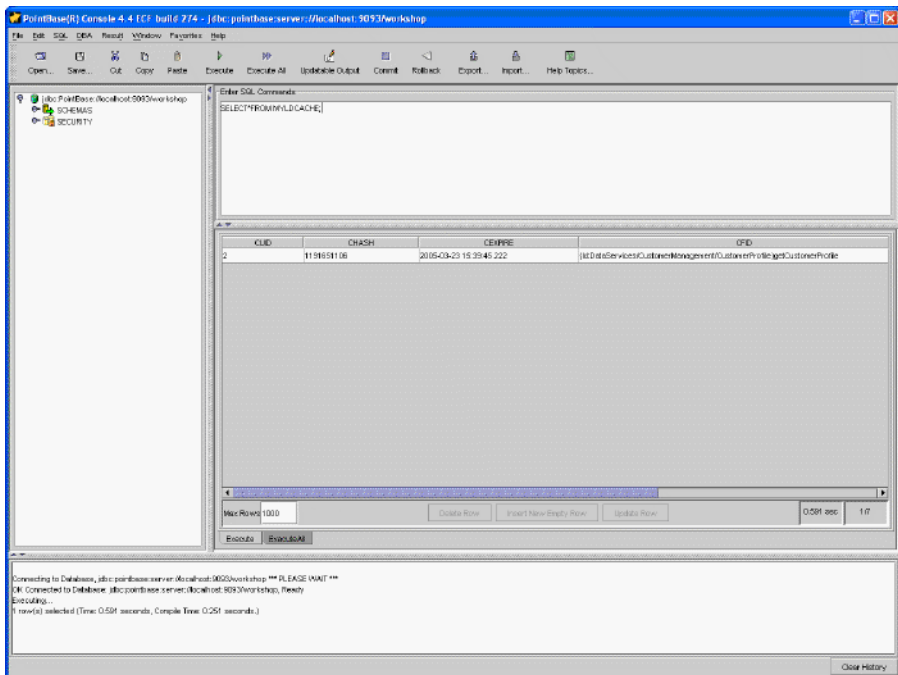 PointBase(R) Console 4.4 ECF build 274 - jdbc:pointbase:server://localhost:9093/workshop
File Edit SQL DBA Result Window Favorites Help
Open... Save... Cut Copy Paste Execute Execute All Updatable Output Commit Rollback Export... Import... Help Topics...
jdbc:PointBase://localhost:9093/workshop
SCHEMAS
SECURITY
Enter SQL Commands
SELECT*FROMMYLDCACHE;
CUID CHASH CEXPIRE CFID
2 1191651106 2005-03-23 15:39:45.222 {ld:DataServices/CustomerManagement/CustomerProfile}getCustomerProfile
Max Rows 1000 Delete Row Insert New Empty Row Update Row 0.591 sec 1/7
Execute ExecuteAll
Connecting to Database, jdbc:pointbase:server://localhost:9093/workshop *** PLEASE WAIT ***
OK Connected to Database: jdbc:pointbase:server://localhost:9093/workshop, Ready
Executing...
1 row(s) selected (Time: 0.591 seconds, Compile Time: 0.251 seconds.)
Clear History